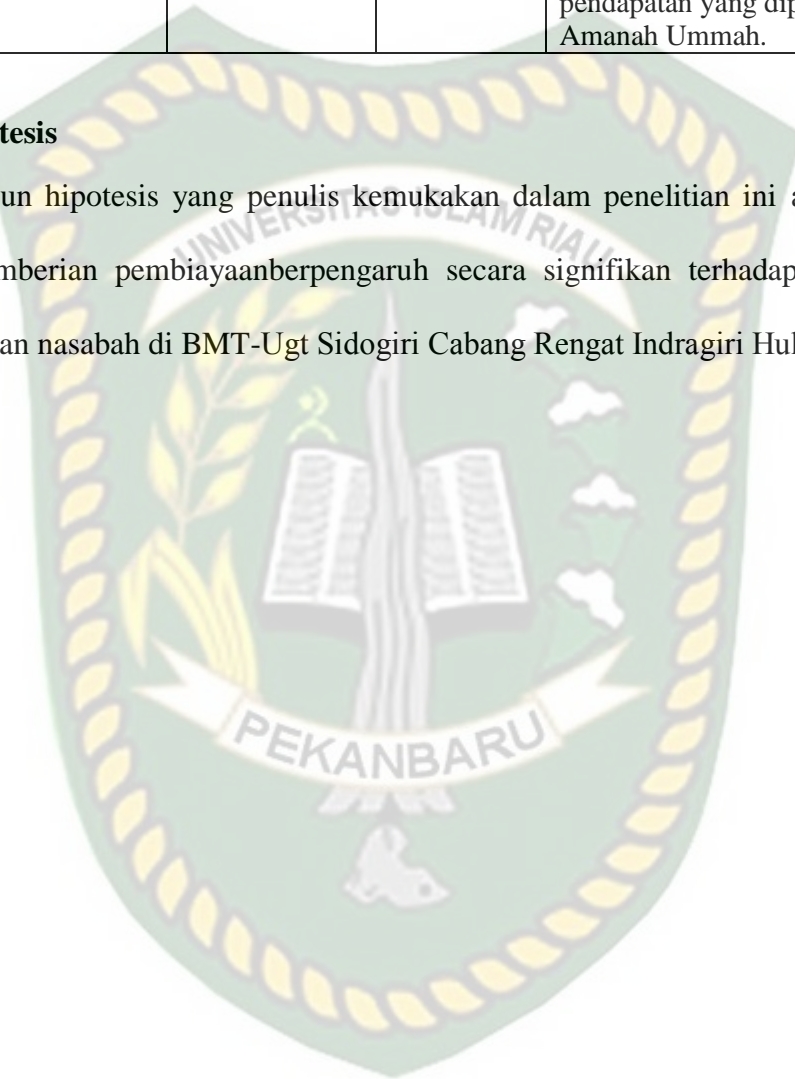 pendapatan yang dip
Amanah Ummah.
tesis
un hipotesis yang penulis kemukakan dalam penelitian ini a
mberian pembiayaanberpengaruh secara signifikan terhadap
an nasabah di BMT-Ugt Sidogiri Cabang Rengat Indragiri Hul
UNIVERSITAS ISLAM RIAU
PEKANBARU